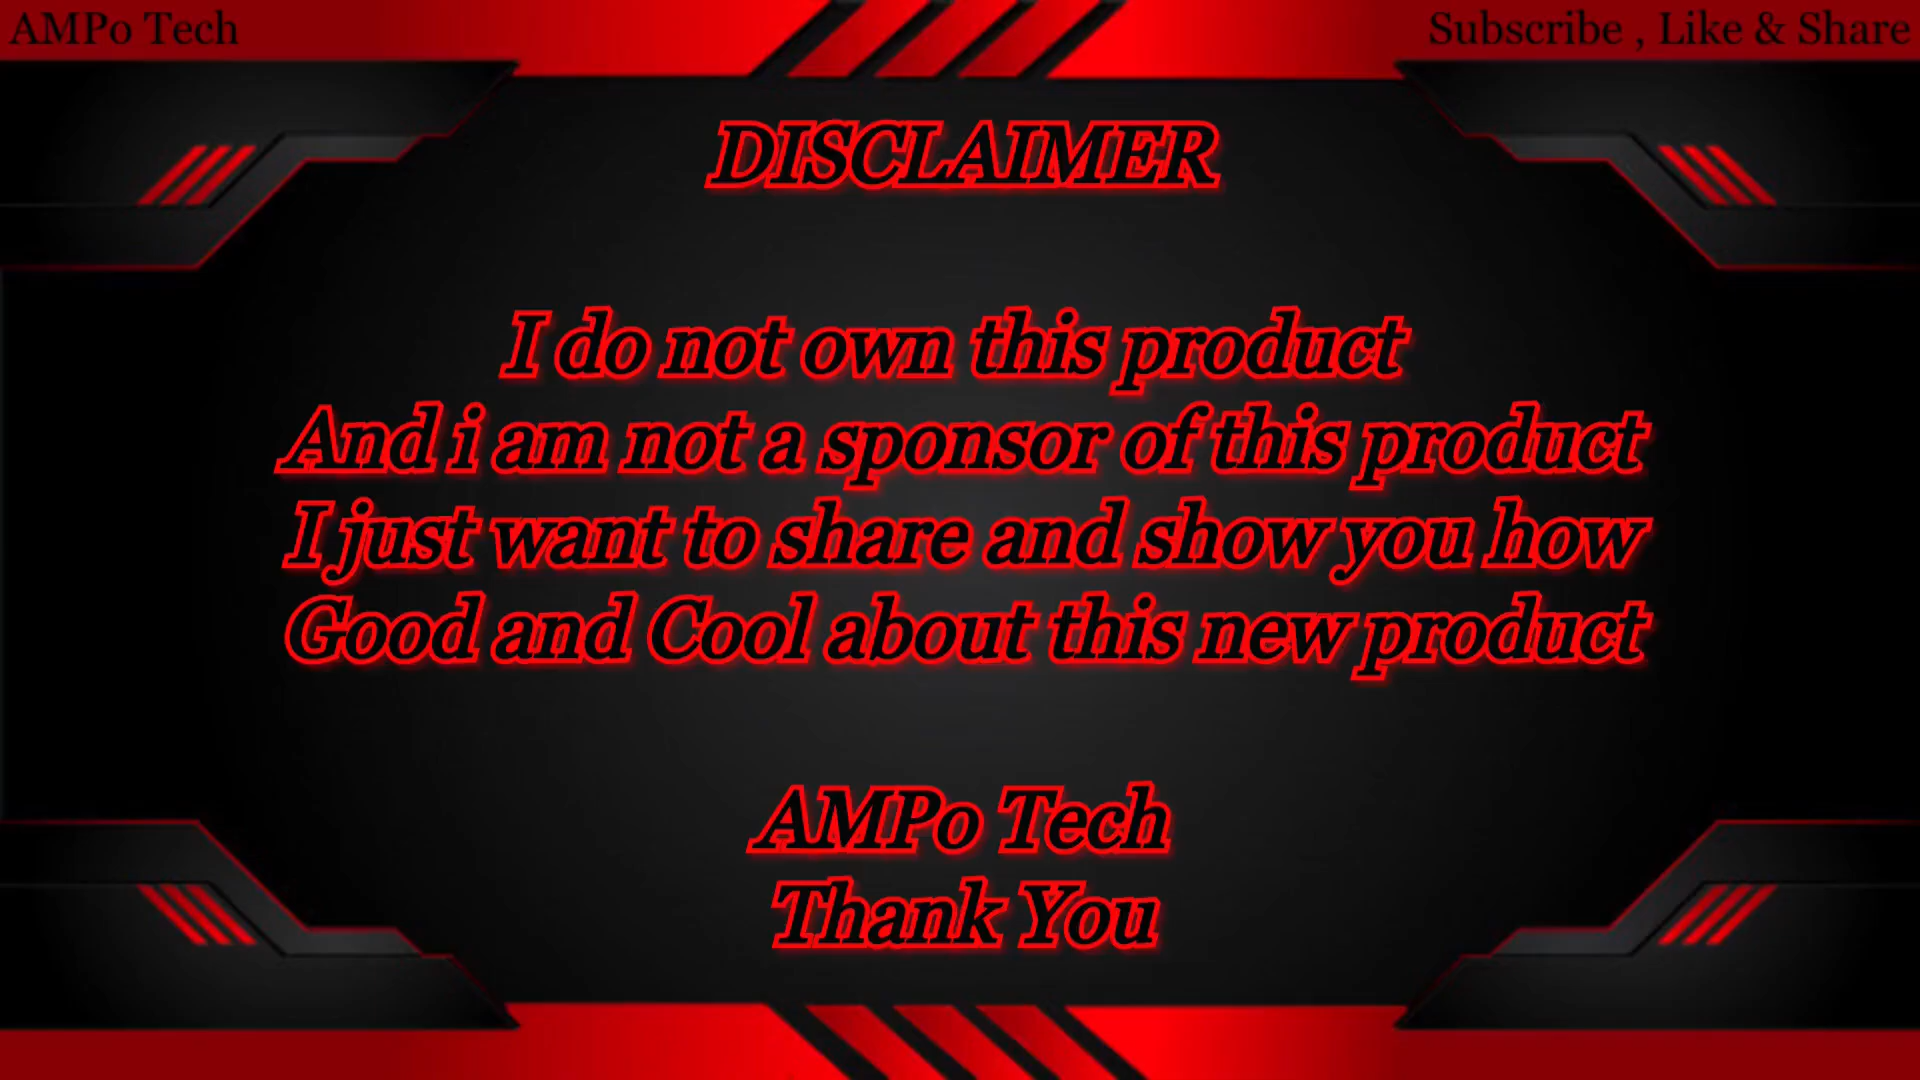 AMPo Tech
Subscribe , Like & Share
DISCLAIMER
I do not own this product
And i am not a sponsor of this product
I just want to share and show you how
Good and Cool about this new product
AMPo Tech
Thank You